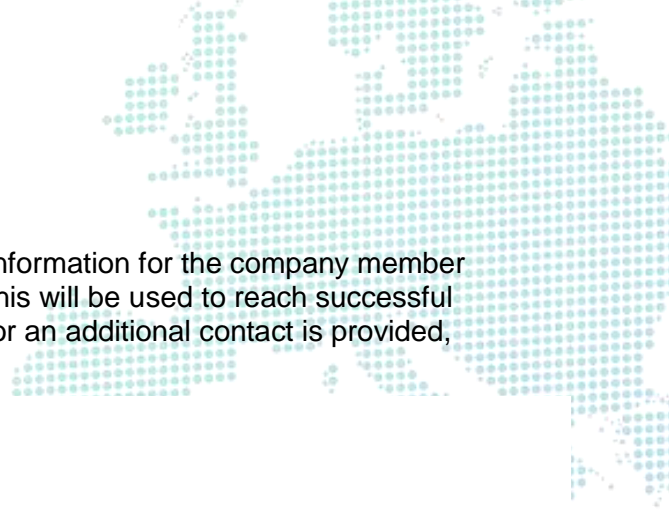 nformation for the company member
his will be used to reach successful
or an additional contact is provided,